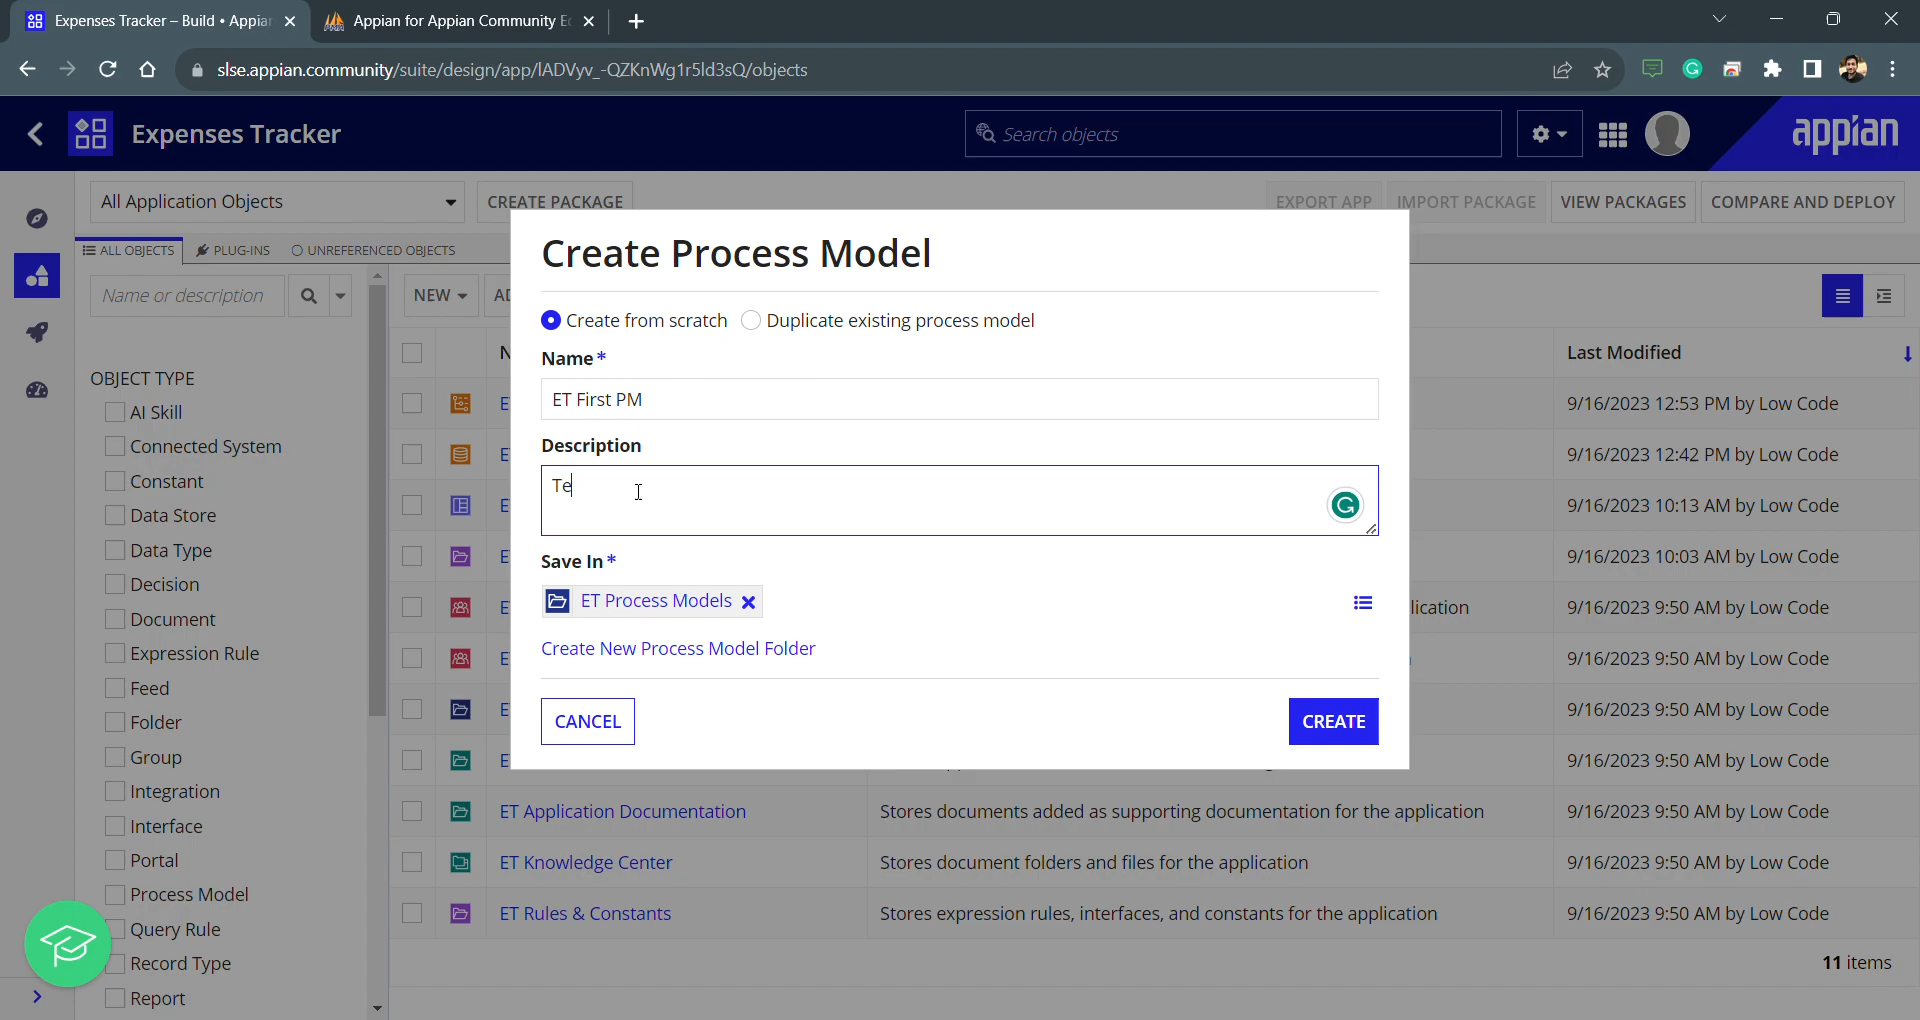 Expenses Tracker – Build • Appian
Appian for Appian Community E
slse.appian.community/suite/design/app/lADVyv_-QZKnWg1r5ld3sQ/objects
Expenses Tracker
Search objects
appian
All Application Objects
CREATE PACKAGE
EXPORT APP
IMPORT PACKAGE
VIEW PACKAGES
COMPARE AND DEPLOY
ALL OBJECTS
PLUG-INS
UNREFERENCED OBJECTS
Name or description
NEW
AD
Create Process Model
Create from scratch
Duplicate existing process model
Name*
ET First PM
Description
Te
Save In*
ET Process Models
Create New Process Model Folder
CANCEL
CREATE
OBJECT TYPE
AI Skill
Connected System
Constant
Data Store
Data Type
Decision
Document
Expression Rule
Feed
Folder
Group
Integration
Interface
Portal
Process Model
Query Rule
Record Type
Report
Last Modified
9/16/2023 12:53 PM by Low Code
9/16/2023 12:42 PM by Low Code
9/16/2023 10:13 AM by Low Code
9/16/2023 10:03 AM by Low Code
lication
9/16/2023 9:50 AM by Low Code
9/16/2023 9:50 AM by Low Code
9/16/2023 9:50 AM by Low Code
9/16/2023 9:50 AM by Low Code
ET Application Documentation
Stores documents added as supporting documentation for the application
9/16/2023 9:50 AM by Low Code
ET Knowledge Center
Stores document folders and files for the application
9/16/2023 9:50 AM by Low Code
ET Rules & Constants
Stores expression rules, interfaces, and constants for the application
9/16/2023 9:50 AM by Low Code
11 items